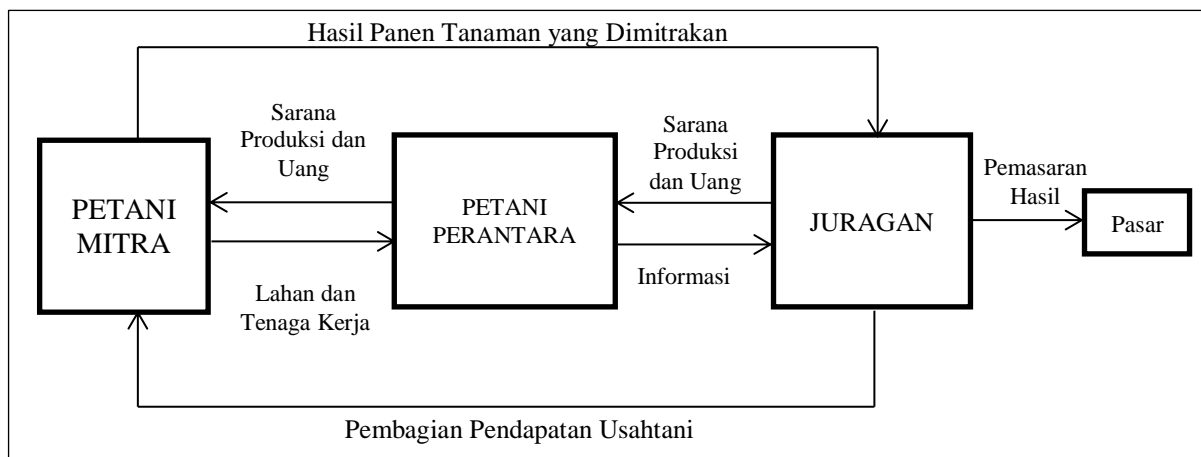 Hasil Panen Tanaman yang Dimitrakan
Sarana
Produksi dan
Uang
Sarana
Produksi
dan Uang
Pemasaran
Hasil
PETANI
MITRA
PETANI
PERANTARA
JURAGAN
Pasar
Lahan dan
Tenaga Kerja
Informasi
Pembagian Pendapatan Usahtani